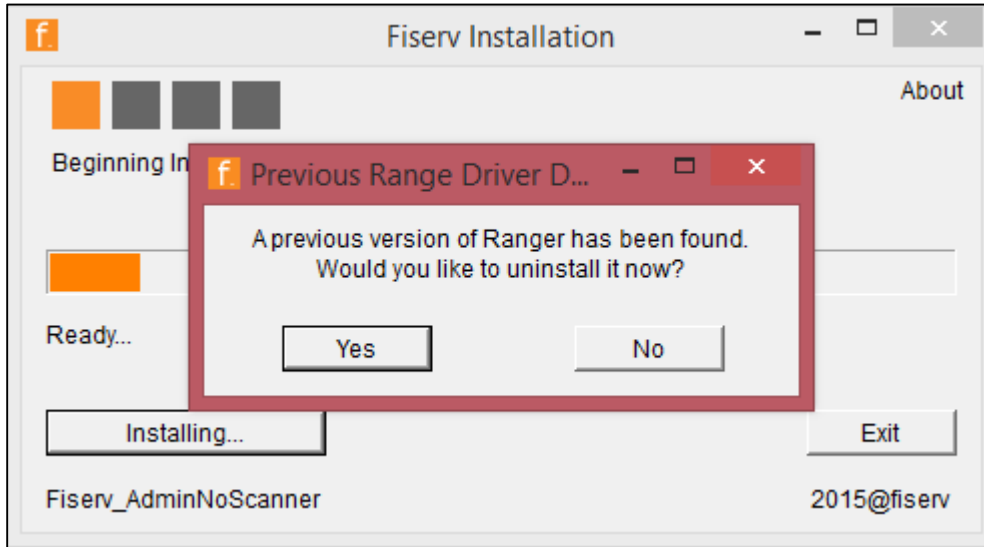 f.
Fiserv Installation
About
Beginning In
f.
Previous Range Driver D...
A previous version of Ranger has been found.
Would you like to uninstall it now?
Yes
No
Ready...
Installing...
Exit
Fiserv_AdminNoScanner
2015@fiserv